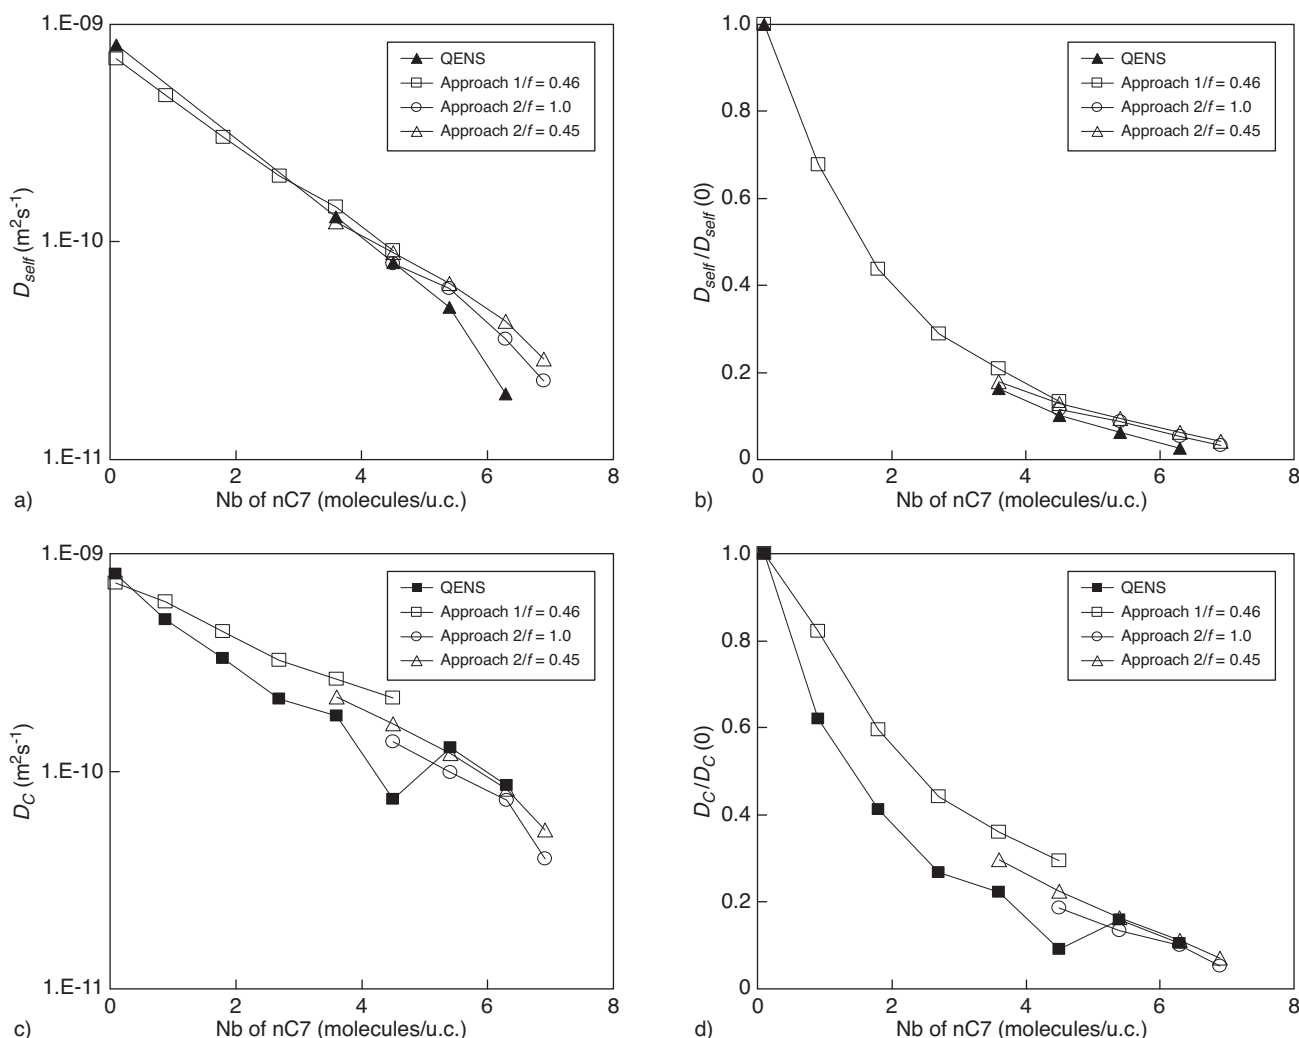 1.E-09
QENS
Approach 1/f = 0.46
Approach 2/f = 1.0
Approach 2/f = 0.45
1.E-10
D_self (m²s⁻¹)
1.E-11
0 2 4 6 8
a) Nb of nC7 (molecules/u.c.)
1.0
QENS
Approach 1/f = 0.46
Approach 2/f = 1.0
Approach 2/f = 0.45
0.8
0.6
D_self/D_self (0)
0.4
0.2
0
0 2 4 6 8
b) Nb of nC7 (molecules/u.c.)
1.E-09
QENS
Approach 1/f = 0.46
Approach 2/f = 1.0
Approach 2/f = 0.45
1.E-10
D_C (m²s⁻¹)
1.E-11
0 2 4 6 8
c) Nb of nC7 (molecules/u.c.)
1.0
QENS
Approach 1/f = 0.46
Approach 2/f = 1.0
Approach 2/f = 0.45
0.8
0.6
D_C/D_C (0)
0.4
0.2
0
0 2 4 6 8
d) Nb of nC7 (molecules/u.c.)